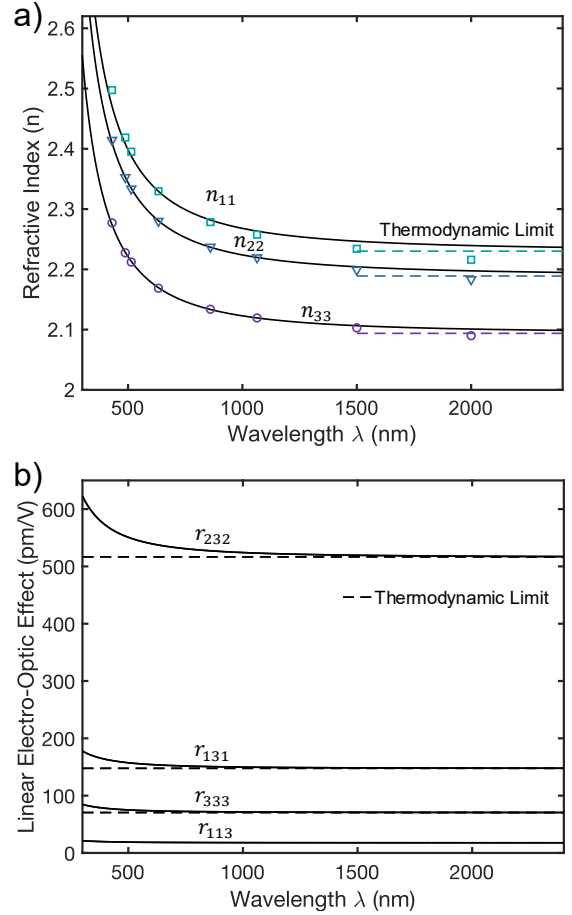 a)
2.6
2.5
2.4
2.3
2.2
2.1
2
Refractive Index (n)
n₁₁
n₂₂
n₃₃
Thermodynamic Limit
500
1000
1500
2000
Wavelength λ (nm)
b)
600
500
400
300
200
100
0
Linear Electro-Optic Effect (pm/V)
r₂₃₂
Thermodynamic Limit
r₁₃₁
r₃₃₃
r₁₁₃
500
1000
1500
2000
Wavelength λ (nm)